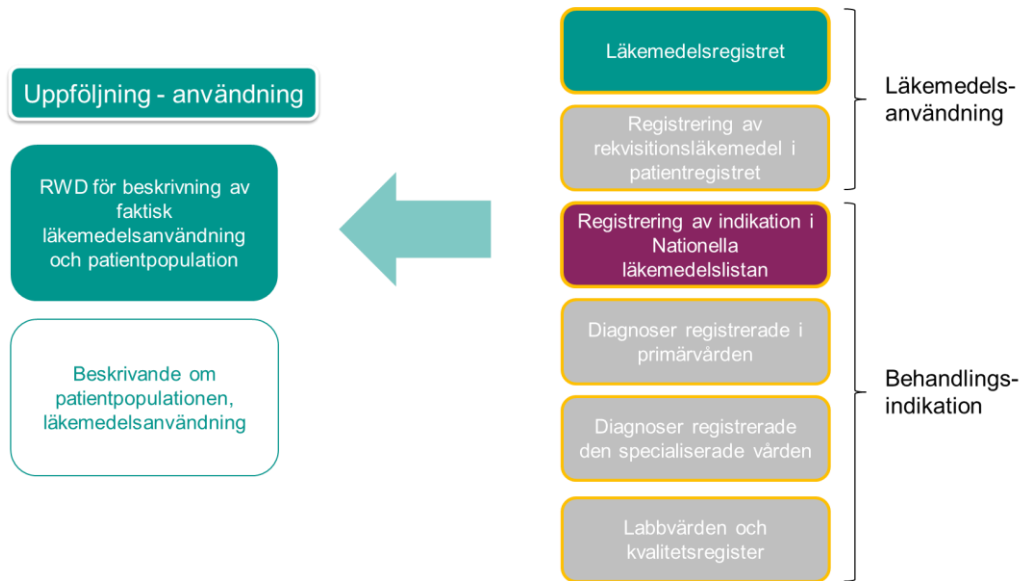 Uppföljning - användning
RWD för beskrivning av
faktisk
läkemedelsanvändning
och patientpopulation
Beskrivande om
patientpopulationen,
läkemedelsanvändning
Läkemedelsregistret
Registrering av
rekvisitionsläkemedel i
patientregistret
Registrering av indikation i
Nationella
läkemedelslistan
Diagnoser registrerade i
primärvården
Diagnoser registrerade
den specialiserade vården
Labbvärden och
kvalitetsregister
Läkemedels-
användning
Behandlings-
indikation